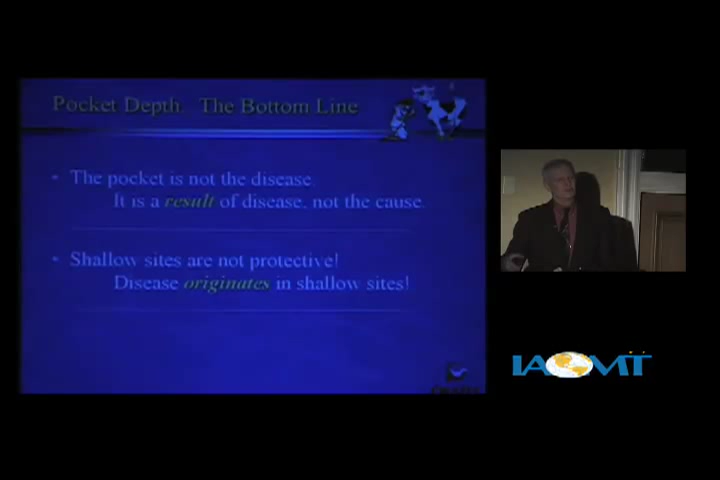 Pocket Depth. The Bottom Line
• The pocket is not the disease.
It is a result of disease, not the cause.
• Shallow sites are not protective!
Disease originates in shallow sites!
IAOMT